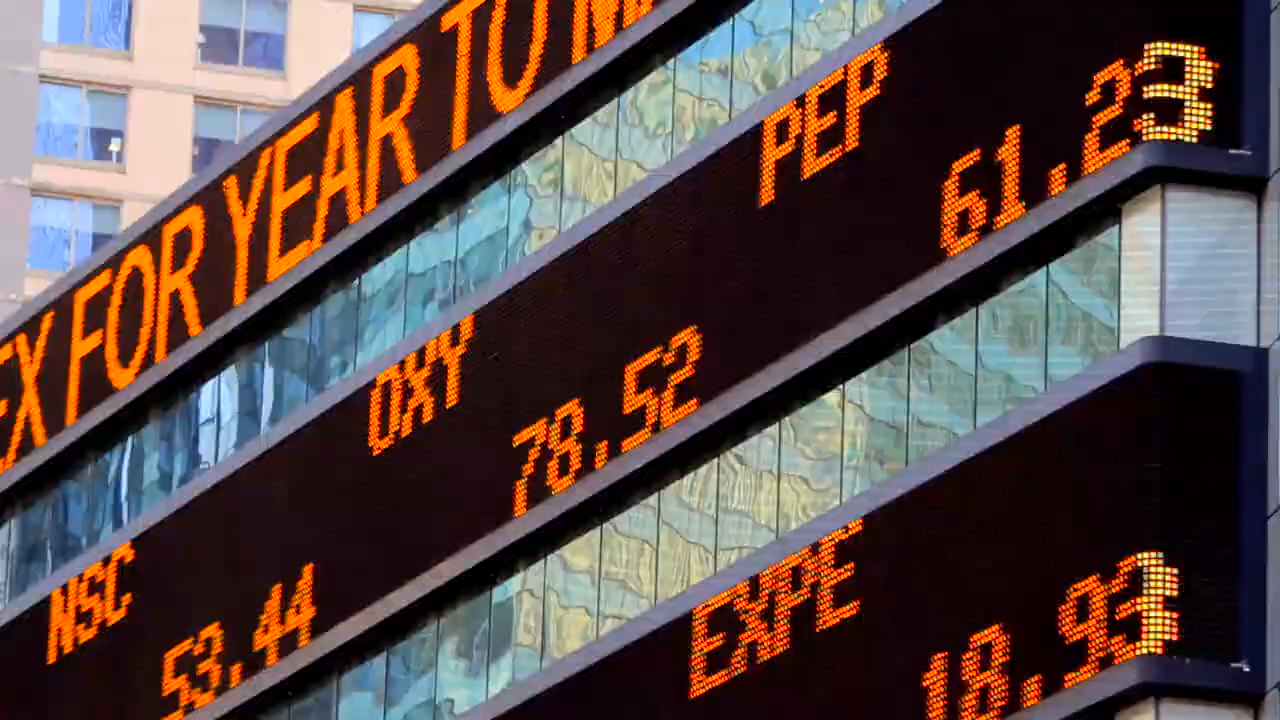 EX FOR YEAR TO M
PEP 61.23
OXY 78.52
NSC 53.44
EXPE 18.93